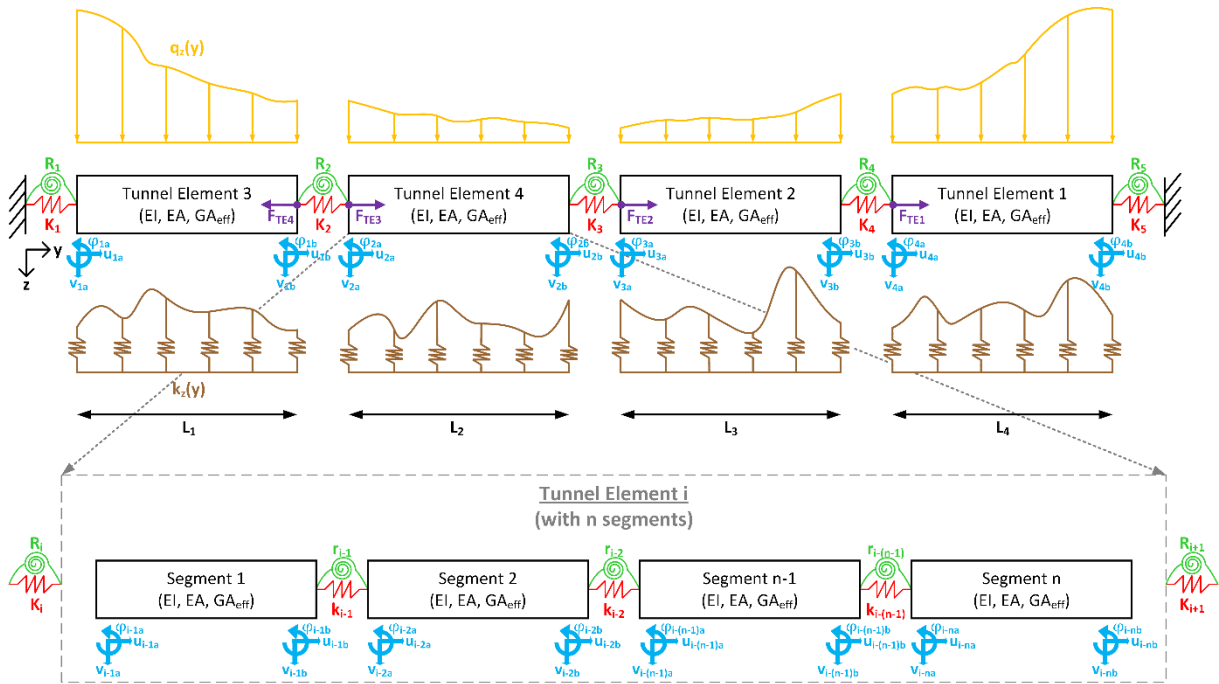 qz(y)
R1
R2
R3
R4
R5
Tunnel Element 3
(EI, EA, GAeff)
Tunnel Element 4
(EI, EA, GAeff)
Tunnel Element 2
(EI, EA, GAeff)
Tunnel Element 1
(EI, EA, GAeff)
FTE4
FTE3
FTE2
FTE1
K1
K2
K3
K4
K5
y
z
φ1a
u1a
v1a
φ1b
u1b
v1b
φ2a
u2a
v2a
φ2б
u2b
v2b
φ3a
u3a
v3a
φ3b
u3b
v3b
φ4a
u4a
v4a
φ4b
u4b
v4b
kz(y)
L1
L2
L3
L4
Tunnel Element i
(with n segments)
Ri
ri-1
ri-2
ri-(n-1)
Ri+1
Segment 1
(EI, EA, GAeff)
Segment 2
(EI, EA, GAeff)
Segment n-1
(EI, EA, GAeff)
Segment n
(EI, EA, GAeff)
Ki
ki-1
ki-2
ki-(n-1)
Ki+1
φi-1a
ui-1a
vi-1a
φi-1b
ui-1b
vi-1b
φi-2a
ui-2a
vi-2a
φi-2b
ui-2b
vi-2b
φi-(n-1)a
ui-(n-1)a
vi-(n-1)a
φi-(n-1)b
ui-(n-1)b
vi-(n-1)b
φi-na
ui-na
vi-na
φi-nb
ui-nb
vi-nb